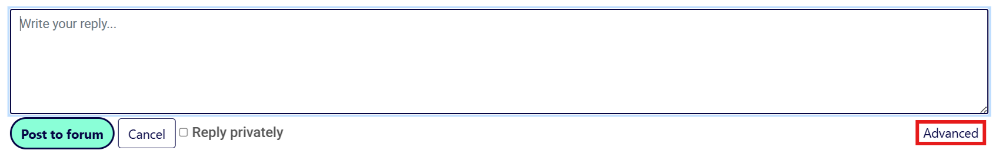 Write your reply...
Post to forum Cancel Reply privately Advanced